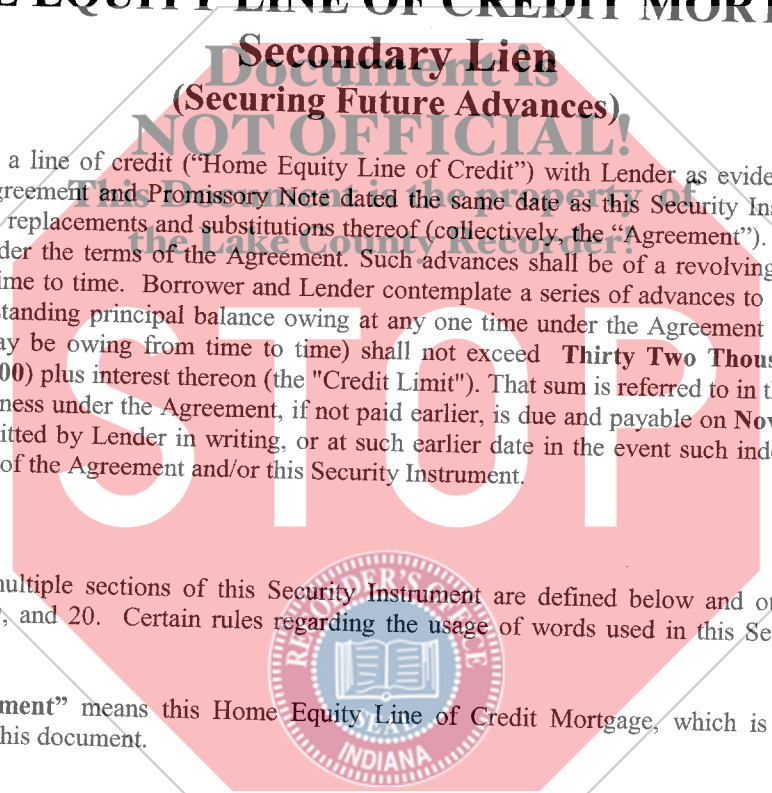 E EQUITY LINE OF CREDIT MORT
Secondary Lien
(Securing Future Advances)
Document is
NOT OFFICIAL!
This Document is the property of
the Lake County Recorder!
a line of credit (“Home Equity Line of Credit”) with Lender as evide
greement and Promissory Note dated the same date as this Security Ins
replacements and substitutions thereof (collectively, the “Agreement”).
der the terms of the Agreement. Such advances shall be of a revolving
ime to time. Borrower and Lender contemplate a series of advances to
standing principal balance owing at any one time under the Agreement
ay be owing from time to time) shall not exceed Thirty Two Thous
00) plus interest thereon (the "Credit Limit"). That sum is referred to in t
ness under the Agreement, if not paid earlier, is due and payable on Nov
itted by Lender in writing, or at such earlier date in the event such inde
of the Agreement and/or this Security Instrument.
STOP
multiple sections of this Security Instrument are defined below and o
, and 20. Certain rules regarding the usage of words used in this Se
ment” means this Home Equity Line of Credit Mortgage, which is
his document.
RECORDER'S OFFICE
SEAL
INDIANA